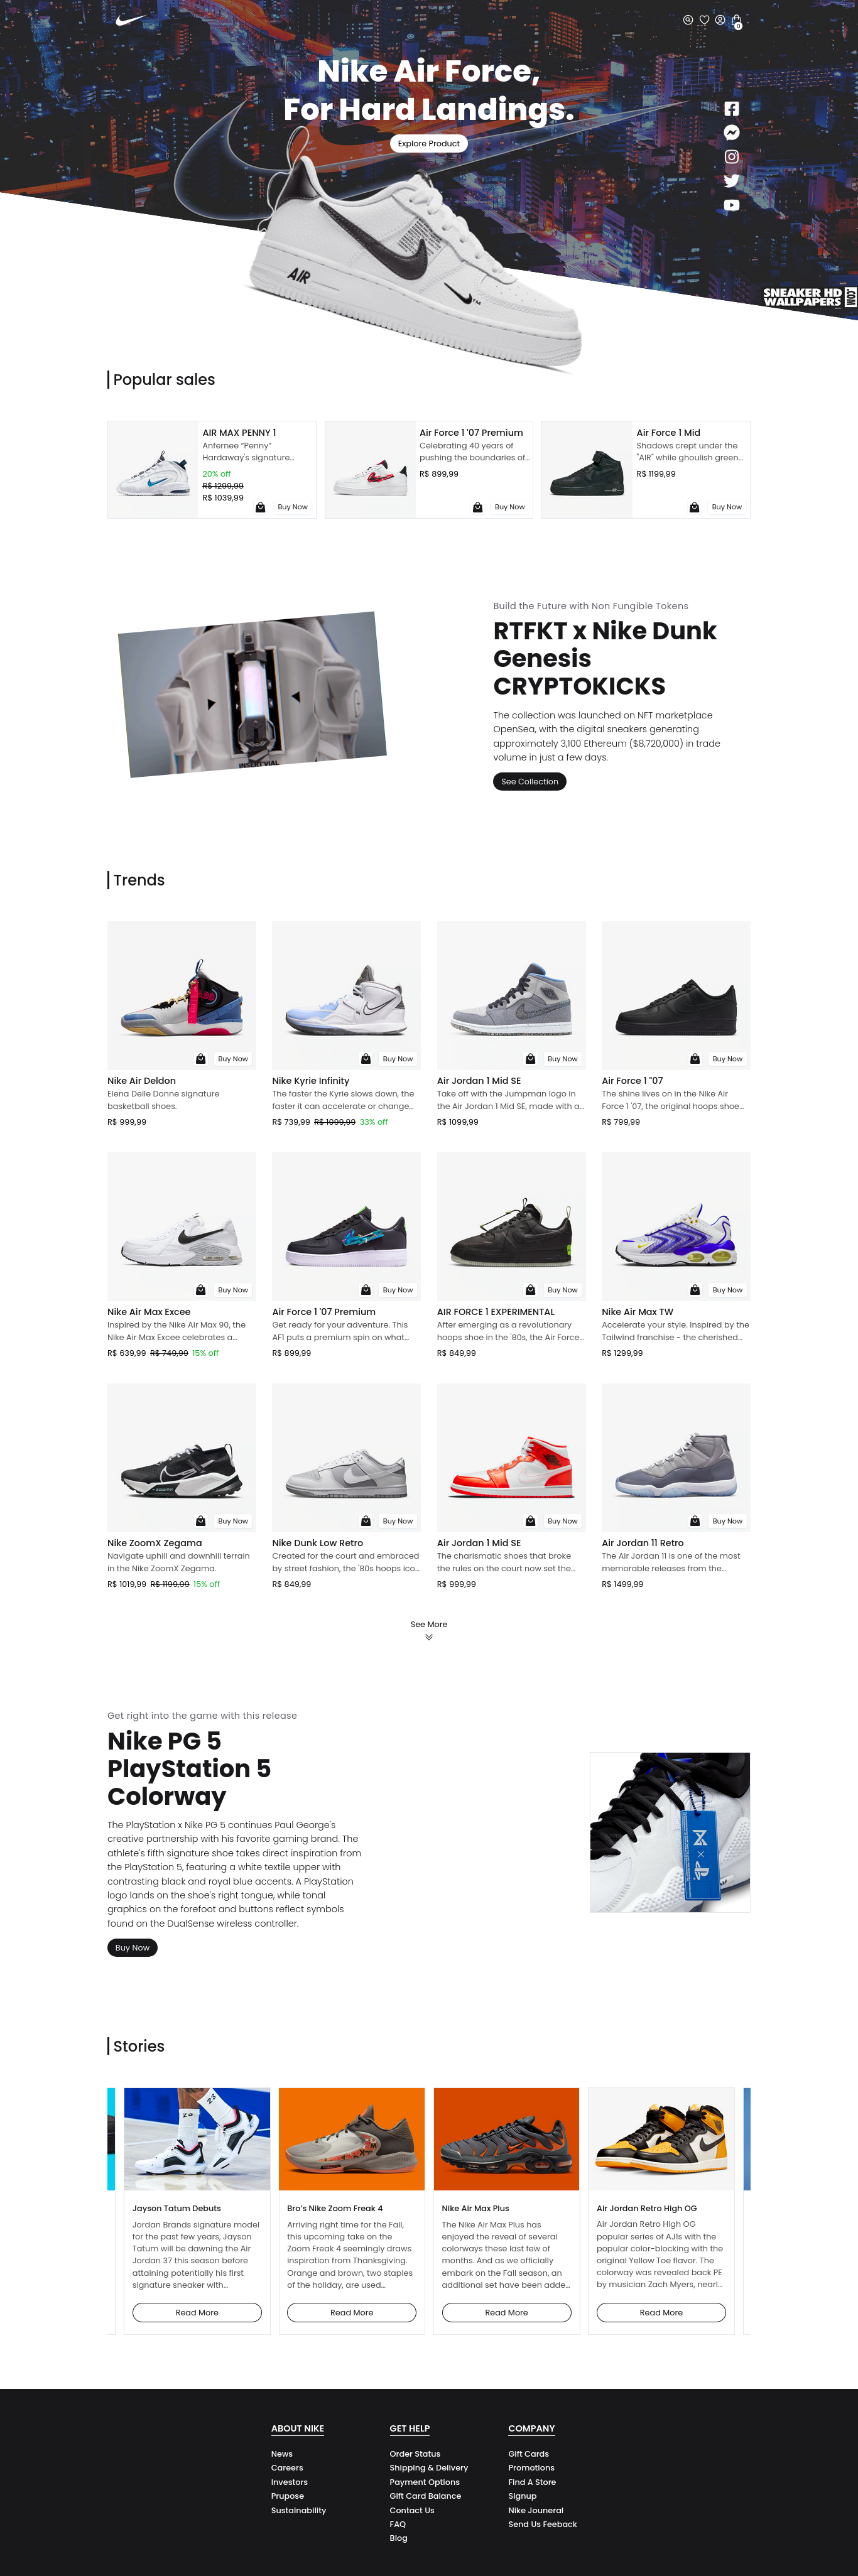 0
Nike Air Force,
For Hard Landings.
Explore Product
AIR
SNEAKER HD
WALLPAPERS
Popular sales
AIR MAX PENNY 1
Anfernee “Penny”
Hardaway's signature...
20% off
R$ 1299,99
R$ 1039,99
Buy Now
Air Force 1 '07 Premium
Celebrating 40 years of
pushing the boundaries of...
R$ 899,99
Buy Now
Air Force 1 Mid
Shadows crept under the
"AIR" while ghoulish green...
R$ 1199,99
Buy Now
INSERT VIAL
Build the Future with Non Fungible Tokens
RTFKT x Nike Dunk
Genesis
CRYPTOKICKS
The collection was launched on NFT marketplace
OpenSea, with the digital sneakers generating
approximately 3,100 Ethereum ($8,720,000) in trade
volume in just a few days.
See Collection
Trends
Buy Now
Nike Air Deldon
Elena Delle Donne signature
basketball shoes.
R$ 999,99
Buy Now
Nike Kyrie Infinity
The faster the Kyrie slows down, the
faster it can accelerate or change...
R$ 739,99 R$ 1099,99 33% off
Buy Now
Air Jordan 1 Mid SE
Take off with the Jumpman logo in
the Air Jordan 1 Mid SE, made with a...
R$ 1099,99
Buy Now
Air Force 1 "07
The shine lives on in the Nike Air
Force 1 '07, the original hoops shoe...
R$ 799,99
Buy Now
Nike Air Max Excee
Inspired by the Nike Air Max 90, the
Nike Air Max Excee celebrates a...
R$ 639,99 R$ 749,99 15% off
Buy Now
Air Force 1 '07 Premium
Get ready for your adventure. This
AF1 puts a premium spin on what...
R$ 899,99
Buy Now
AIR FORCE 1 EXPERIMENTAL
After emerging as a revolutionary
hoops shoe in the '80s, the Air Force...
R$ 849,99
Buy Now
Nike Air Max TW
Accelerate your style. Inspired by the
Tailwind franchise - the cherished...
R$ 1299,99
Buy Now
Nike ZoomX Zegama
Navigate uphill and downhill terrain
in the Nike ZoomX Zegama.
R$ 1019,99 R$ 1199,99 15% off
Buy Now
Nike Dunk Low Retro
Created for the court and embraced
by street fashion, the '80s hoops ico...
R$ 849,99
Buy Now
Air Jordan 1 Mid SE
The charismatic shoes that broke
the rules on the court now set the...
R$ 999,99
Buy Now
Air Jordan 11 Retro
The Air Jordan 11 is one of the most
memorable releases from the...
R$ 1499,99
See More
Get right into the game with this release
Nike PG 5
PlayStation 5
Colorway
The PlayStation x Nike PG 5 continues Paul George's
creative partnership with his favorite gaming brand. The
athlete's fifth signature shoe takes direct inspiration from
the PlayStation 5, featuring a white textile upper with
contrasting black and royal blue accents. A PlayStation
logo lands on the shoe's right tongue, while tonal
graphics on the forefoot and buttons reflect symbols
found on the DualSense wireless controller.
Buy Now
Stories
Jayson Tatum Debuts
Jordan Brands signature model
for the past few years, Jayson
Tatum will be dawning the Air
Jordan 37 this season before
attaining potentially his first
signature sneaker with...
Read More
Bro's Nike Zoom Freak 4
Arriving right time for the Fall,
this upcoming take on the
Zoom Freak 4 seemingly draws
inspiration from Thanksgiving.
Orange and brown, two staples
of the holiday, are used...
Read More
Nike Air Max Plus
The Nike Air Max Plus has
enjoyed the reveal of several
colorways these last few of
months. And as we officially
embark on the Fall season, an
additional set have been adde...
Read More
Air Jordan Retro High OG
Air Jordan Retro High OG
popular series of AJ1s with the
popular color-blocking with the
original Yellow Toe flavor. The
colorway was revealed back PE
by musician Zach Myers, nearl...
Read More
ABOUT NIKE
News
Careers
Investors
Prupose
Sustainability
GET HELP
Order Status
Shipping & Delivery
Payment Options
Gift Card Balance
Contact Us
FAQ
Blog
COMPANY
Gift Cards
Promotions
Find A Store
Signup
Nike Jouneral
Send Us Feeback